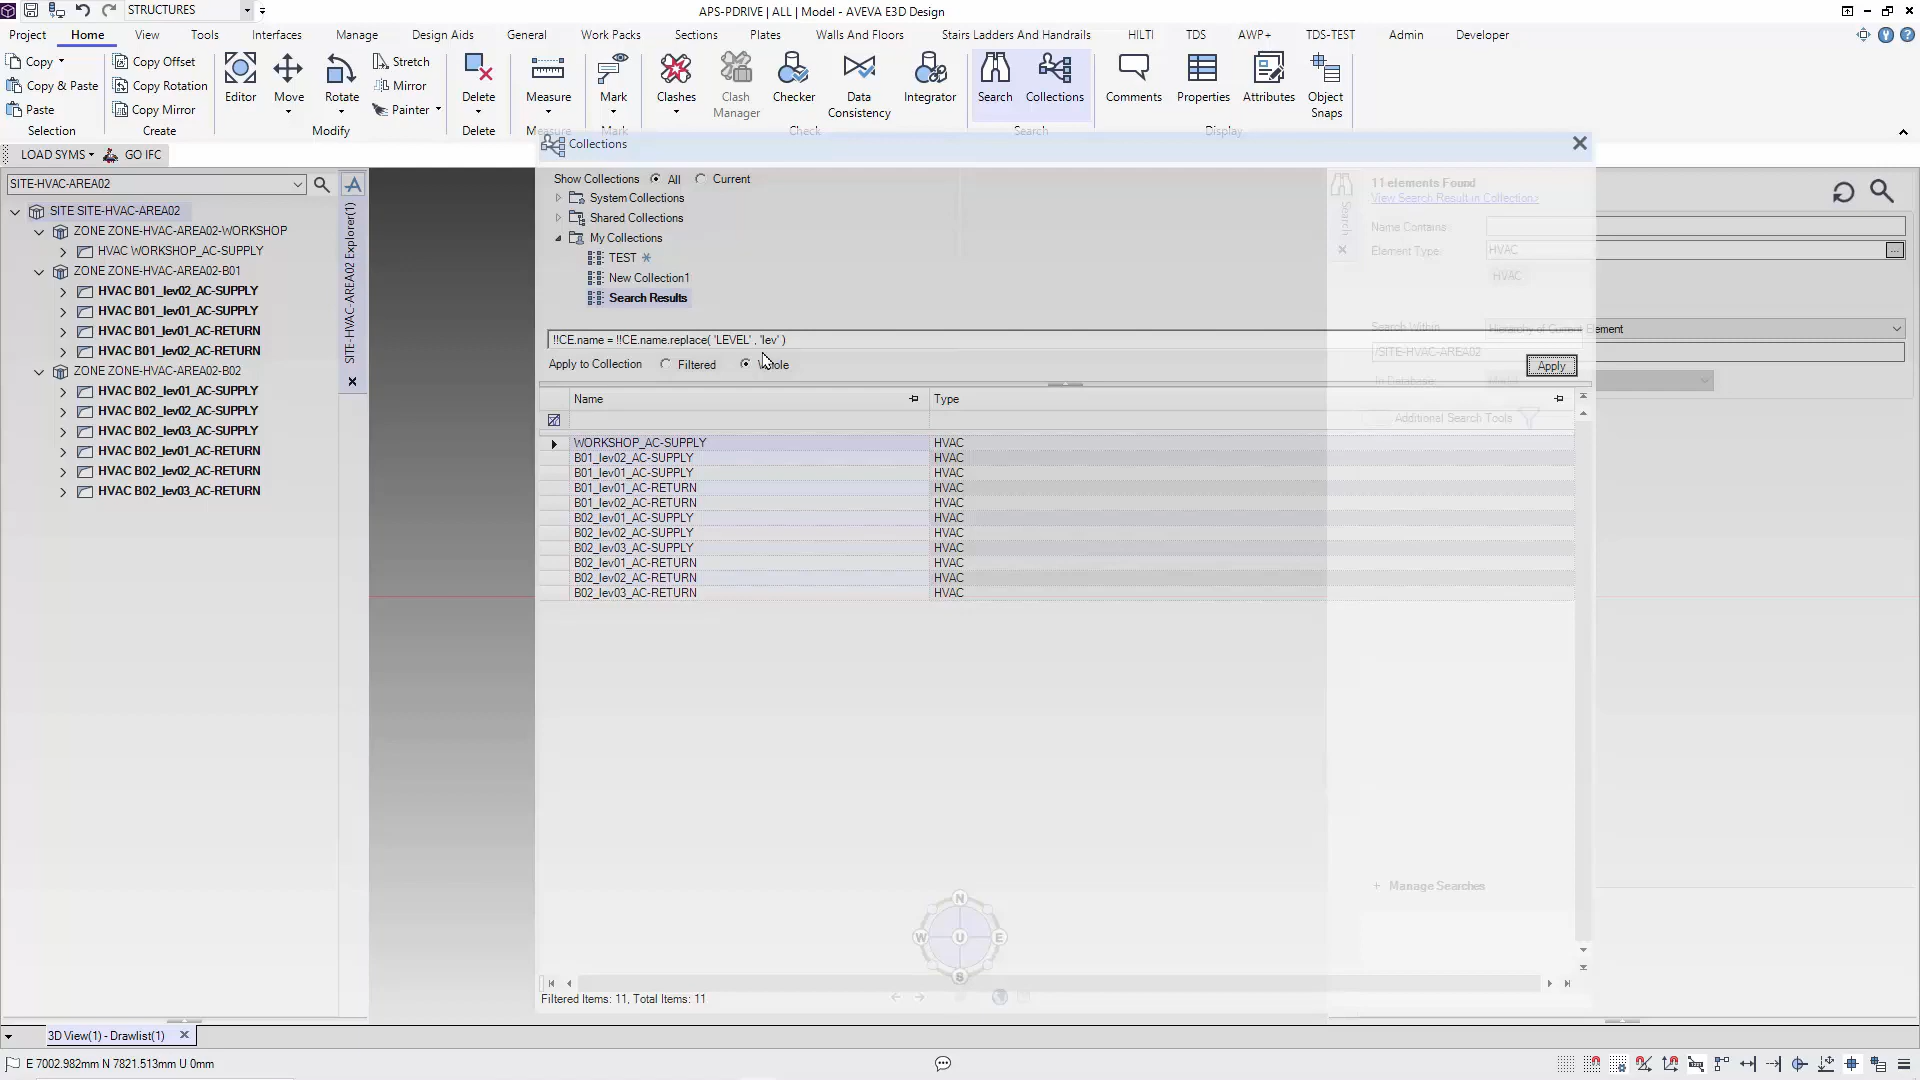 STRUCTURES
APS-PDRIVE | ALL | Model - AVEVA E3D Design
Project Home View Tools Interfaces Manage Design Aids General Work Packs Sections Plates Walls And Floors Stairs Ladders And Handrails HILTI TDS AWP+ TDS-TEST Admin Developer
Copy
Copy & Paste
Paste
Selection
Copy Offset
Copy Rotation
Copy Mirror
Create
Editor
Move
Rotate
Stretch
Mirror
Painter
Modify
Delete
Delete
Measure
Measure
Mark
Mark
Clashes
Clash Manager
Checker
Data Consistency
Integrator
Check
Search
Collections
Search
Comments
Properties
Attributes
Object Snaps
Display
LOAD SYMS GO IFC
SITE-HVAC-AREA02
SITE SITE-HVAC-AREA02
ZONE ZONE-HVAC-AREA02-WORKSHOP
HVAC WORKSHOP_AC-SUPPLY
ZONE ZONE-HVAC-AREA02-B01
HVAC B01_lev02_AC-SUPPLY
HVAC B01_lev01_AC-SUPPLY
HVAC B01_lev01_AC-RETURN
HVAC B01_lev02_AC-RETURN
ZONE ZONE-HVAC-AREA02-B02
HVAC B02_lev01_AC-SUPPLY
HVAC B02_lev02_AC-SUPPLY
HVAC B02_lev03_AC-SUPPLY
HVAC B02_lev01_AC-RETURN
HVAC B02_lev02_AC-RETURN
HVAC B02_lev03_AC-RETURN
SITE-HVAC-AREA02 Explorer(1)
Collections
Show Collections All Current
System Collections
Shared Collections
My Collections
TEST
New Collection1
Search Results
!!CE.name = !!CE.name.replace( 'LEVEL' , 'lev' )
Apply to Collection Filtered Whole Apply
Name Type
WORKSHOP_AC-SUPPLY HVAC
B01_lev02_AC-SUPPLY HVAC
B01_lev01_AC-SUPPLY HVAC
B01_lev01_AC-RETURN HVAC
B01_lev02_AC-RETURN HVAC
B02_lev01_AC-SUPPLY HVAC
B02_lev02_AC-SUPPLY HVAC
B02_lev03_AC-SUPPLY HVAC
B02_lev01_AC-RETURN HVAC
B02_lev02_AC-RETURN HVAC
B02_lev03_AC-RETURN HVAC
Filtered Items: 11, Total Items: 11
Search
11 elements Found
View Search Result in Collection>
Name Contains
Element Type: HVAC
HVAC
Search Within Hierarchy of Current Element
/SITE-HVAC-AREA02
In Database:
Additional Search Tools
+ Manage Searches
N
W U E
S
3D View(1) - Drawlist(1)
E 7002.982mm N 7821.513mm U 0mm